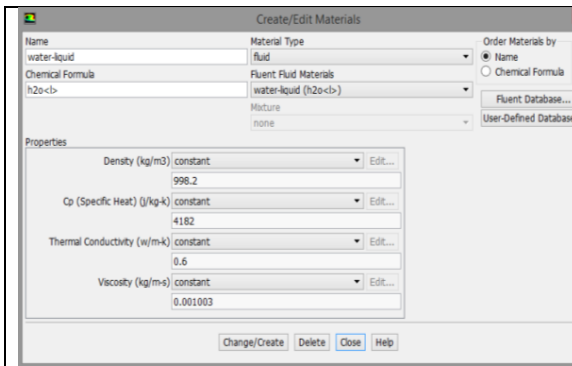 Create/Edit Materials
Name
water-liquid
Chemical Formula
h2o<l>
Material Type
fluid
Fluent Fluid Materials
water-liquid (h2o<l>)
Mixture
none
Order Materials by
Name
Chemical Formula
Fluent Database...
User-Defined Database
Properties
Density (kg/m3) constant Edit...
998.2
Cp (Specific Heat) (j/kg-k) constant Edit...
4182
Thermal Conductivity (w/m-k) constant Edit...
0.6
Viscosity (kg/m-s) constant Edit...
0.001003
Change/Create Delete Close Help